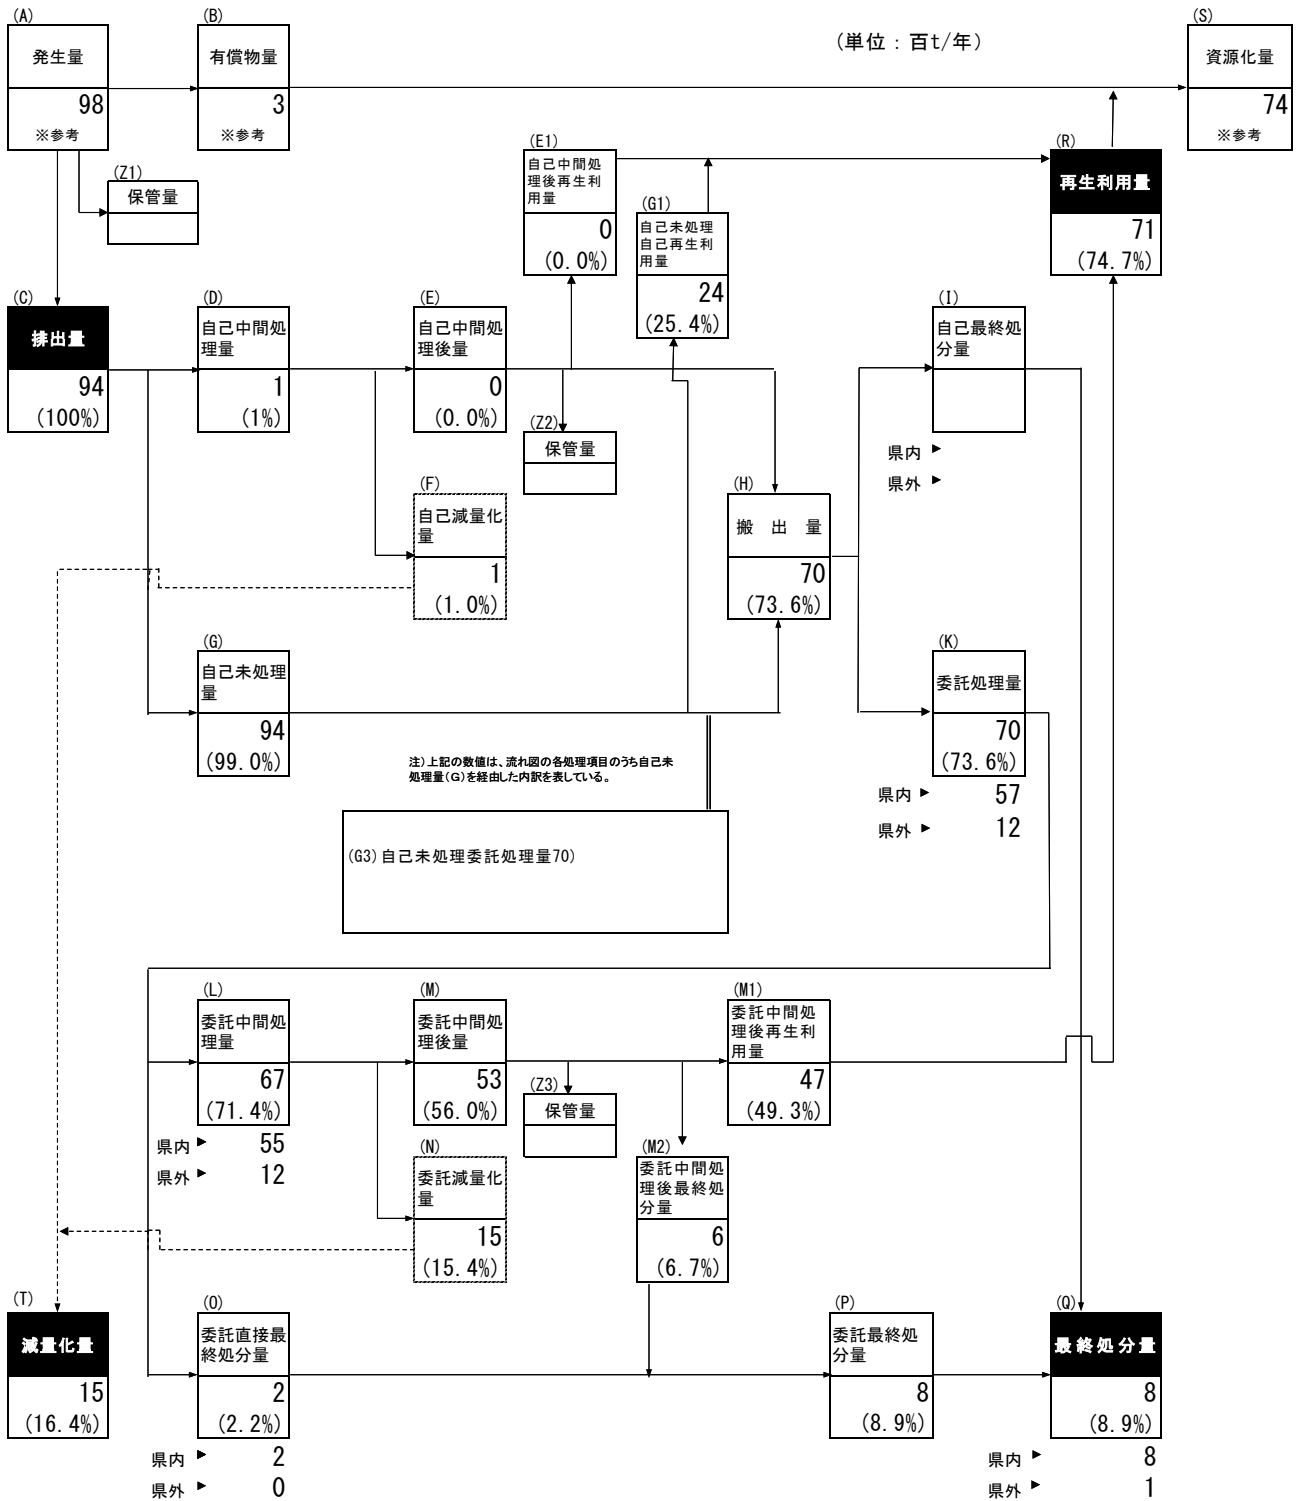 (単位：百t/年)
(A)
発生量
98
※参考
(B)
有償物量
3
※参考
(S)
資源化量
74
※参考
(Z1)
保管量
(E1)
自己中間処
理後再生利
用量
0
(0.0%)
(G1)
自己未処理
自己再生利
用量
24
(25.4%)
(R)
再生利用量
71
(74.7%)
(C)
排出量
94
(100%)
(D)
自己中間処
理量
1
(1%)
(E)
自己中間処
理後量
0
(0.0%)
(Z2)
保管量
(I)
自己最終処
分量
県内
県外
(F)
自己減量化
量
1
(1.0%)
(H)
搬出量
70
(73.6%)
(G)
自己未処理
量
94
(99.0%)
(K)
委託処理量
70
(73.6%)
県内 57
県外 12
注）上記の数値は、流れ図の各処理項目のうち自己未
処理量(G)を経由した内訳を表している。
(G3)自己未処理委託処理量70)
(L)
委託中間処
理量
67
(71.4%)
県内 55
県外 12
(M)
委託中間処
理後量
53
(56.0%)
(Z3)
保管量
(M1)
委託中間処
理後再生利
用量
47
(49.3%)
(N)
委託減量化
量
15
(15.4%)
(M2)
委託中間処
理後最終処
分量
6
(6.7%)
(T)
減量化量
15
(16.4%)
(O)
委託直接最
終処分量
2
(2.2%)
県内 2
県外 0
(P)
委託最終処
分量
8
(8.9%)
(Q)
最終処分量
8
(8.9%)
県内 8
県外 1